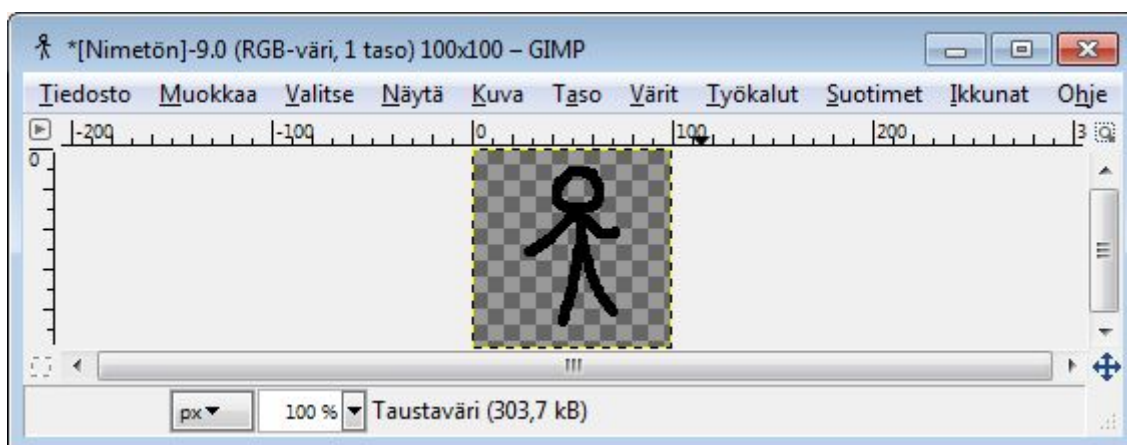 *[Nimetön]-9.0 (RGB-väri, 1 taso) 100x100 – GIMP
Tiedosto Muokkaa Valitse Näytä Kuva Taso Värit Työkalut Suotimet Ikkunat Ohje
-200 -100 0 100 200 3
0
px 100 % Taustaväri (303,7 kB)